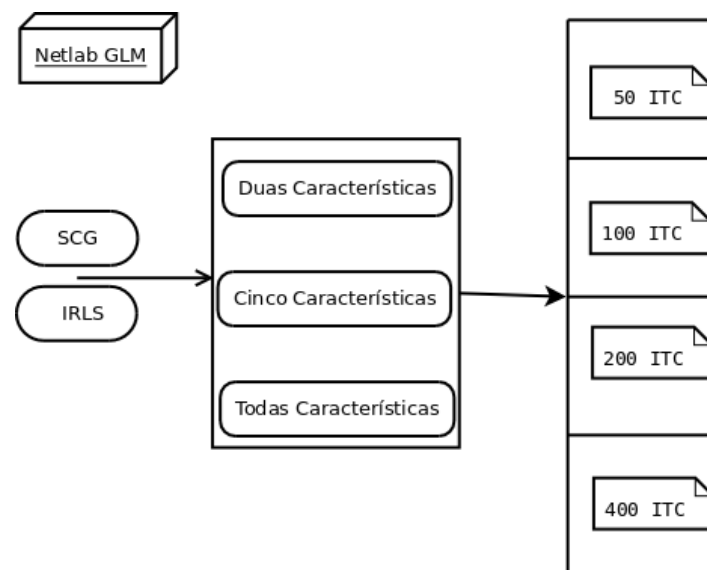 Netlab GLM
SCG
IRLS
Duas Características
Cinco Características
Todas Características
50 ITC
100 ITC
200 ITC
400 ITC